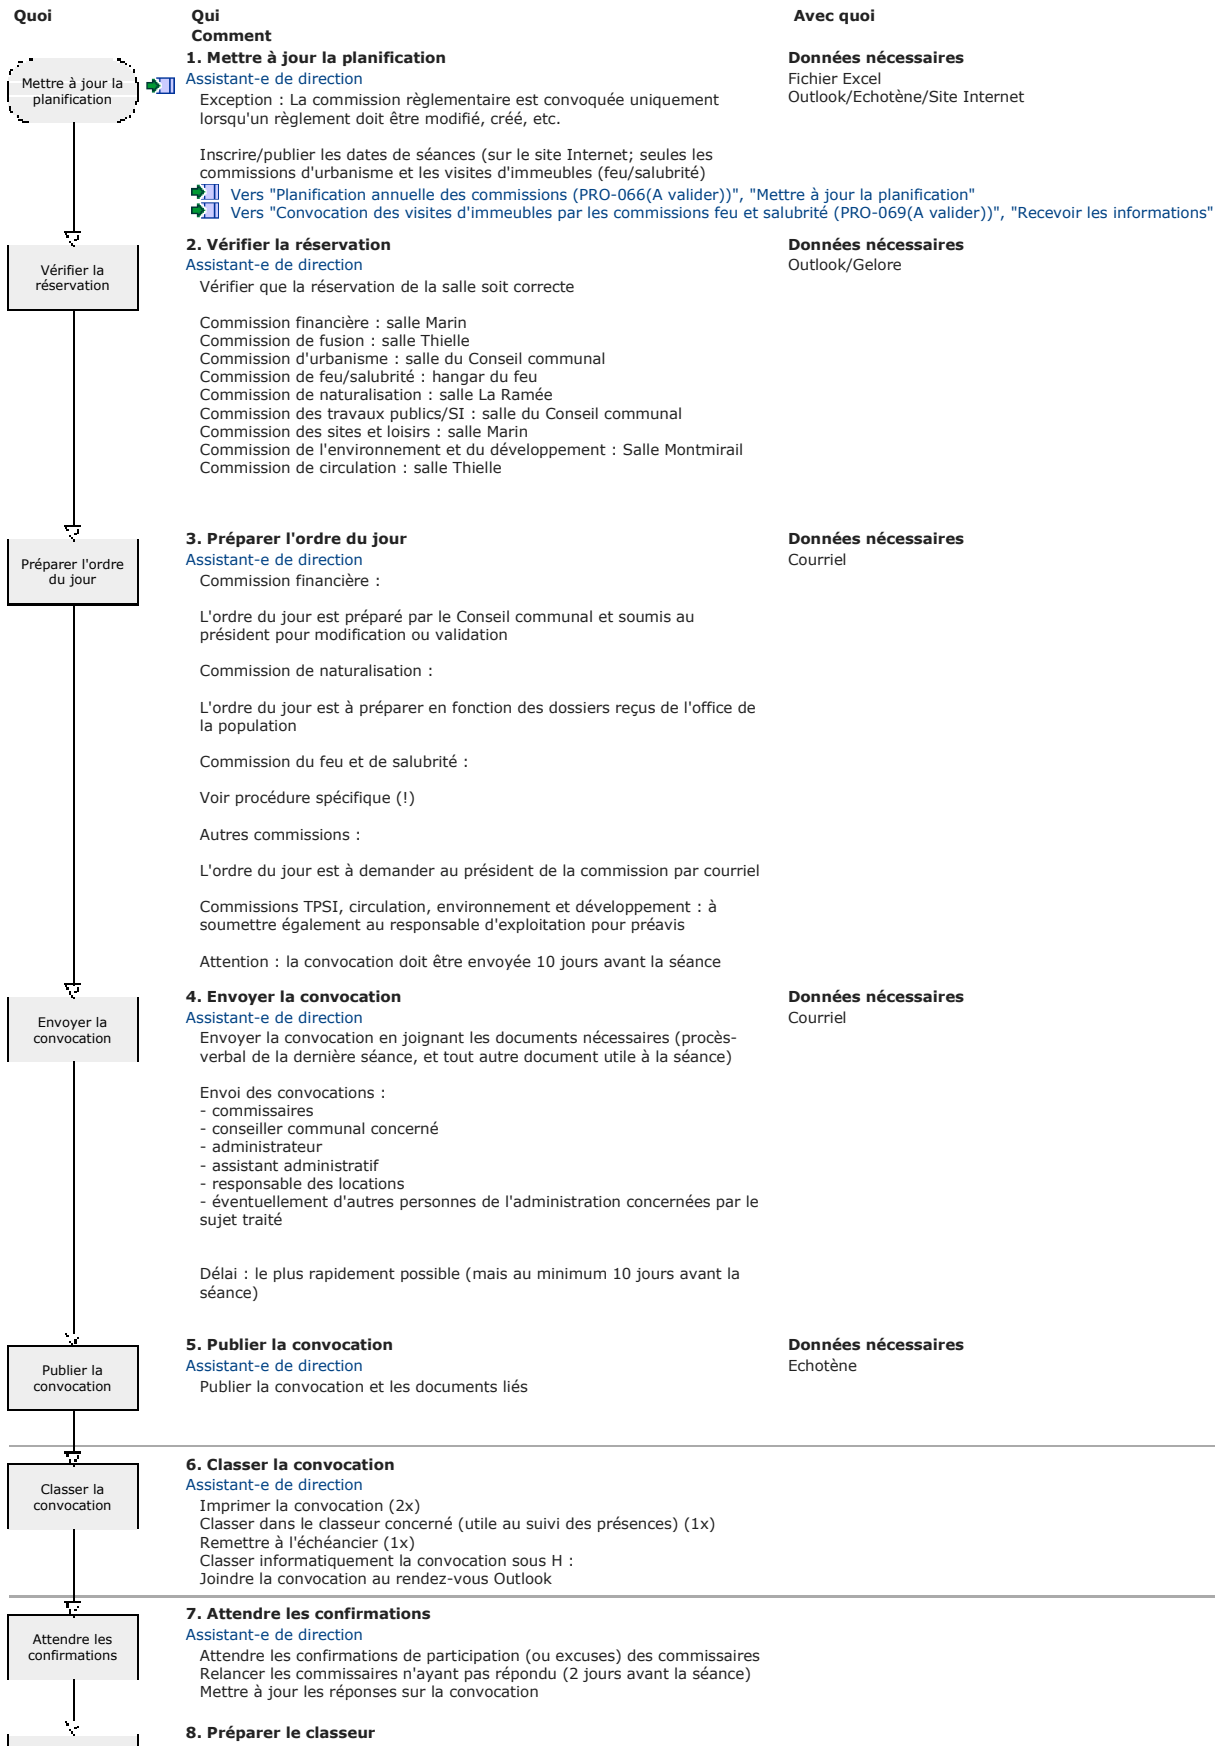 Quoi
Qui
Comment
Avec quoi
Mettre à jour la
planification
1. Mettre à jour la planification
Assistant-e de direction
Exception : La commission règlementaire est convoquée uniquement
lorsqu'un règlement doit être modifié, créé, etc.
Inscrire/publier les dates de séances (sur le site Internet; seules les
commissions d'urbanisme et les visites d'immeubles (feu/salubrité)
Vers "Planification annuelle des commissions (PRO-066(A valider))", "Mettre à jour la planification"
Vers "Convocation des visites d'immeubles par les commissions feu et salubrité (PRO-069(A valider))", "Recevoir les informations"
Données nécessaires
Fichier Excel
Outlook/Echotène/Site Internet
Vérifier la
réservation
2. Vérifier la réservation
Assistant-e de direction
Vérifier que la réservation de la salle soit correcte
Commission financière : salle Marin
Commission de fusion : salle Thielle
Commission d'urbanisme : salle du Conseil communal
Commission de feu/salubrité : hangar du feu
Commission de naturalisation : salle La Ramée
Commission des travaux publics/SI : salle du Conseil communal
Commission des sites et loisirs : salle Marin
Commission de l'environnement et du développement : Salle Montmirail
Commission de circulation : salle Thielle
Données nécessaires
Outlook/Gelore
Préparer l'ordre
du jour
3. Préparer l'ordre du jour
Assistant-e de direction
Commission financière :
L'ordre du jour est préparé par le Conseil communal et soumis au
président pour modification ou validation
Commission de naturalisation :
L'ordre du jour est à préparer en fonction des dossiers reçus de l'office de
la population
Commission du feu et de salubrité :
Voir procédure spécifique (!)
Autres commissions :
L'ordre du jour est à demander au président de la commission par courriel
Commissions TPSI, circulation, environnement et développement : à
soumettre également au responsable d'exploitation pour préavis
Attention : la convocation doit être envoyée 10 jours avant la séance
Données nécessaires
Courriel
Envoyer la
convocation
4. Envoyer la convocation
Assistant-e de direction
Envoyer la convocation en joignant les documents nécessaires (procès-
verbal de la dernière séance, et tout autre document utile à la séance)
Envoi des convocations :
- commissaires
- conseiller communal concerné
- administrateur
- assistant administratif
- responsable des locations
- éventuellement d'autres personnes de l'administration concernées par le
sujet traité
Délai : le plus rapidement possible (mais au minimum 10 jours avant la
séance)
Données nécessaires
Courriel
Publier la
convocation
5. Publier la convocation
Assistant-e de direction
Publier la convocation et les documents liés
Données nécessaires
Echotène
Classer la
convocation
6. Classer la convocation
Assistant-e de direction
Imprimer la convocation (2x)
Classer dans le classeur concerné (utile au suivi des présences) (1x)
Remettre à l'échéancier (1x)
Classer informatiquement la convocation sous H :
Joindre la convocation au rendez-vous Outlook
Attendre les
confirmations
7. Attendre les confirmations
Assistant-e de direction
Attendre les confirmations de participation (ou excuses) des commissaires
Relancer les commissaires n'ayant pas répondu (2 jours avant la séance)
Mettre à jour les réponses sur la convocation
8. Préparer le classeur